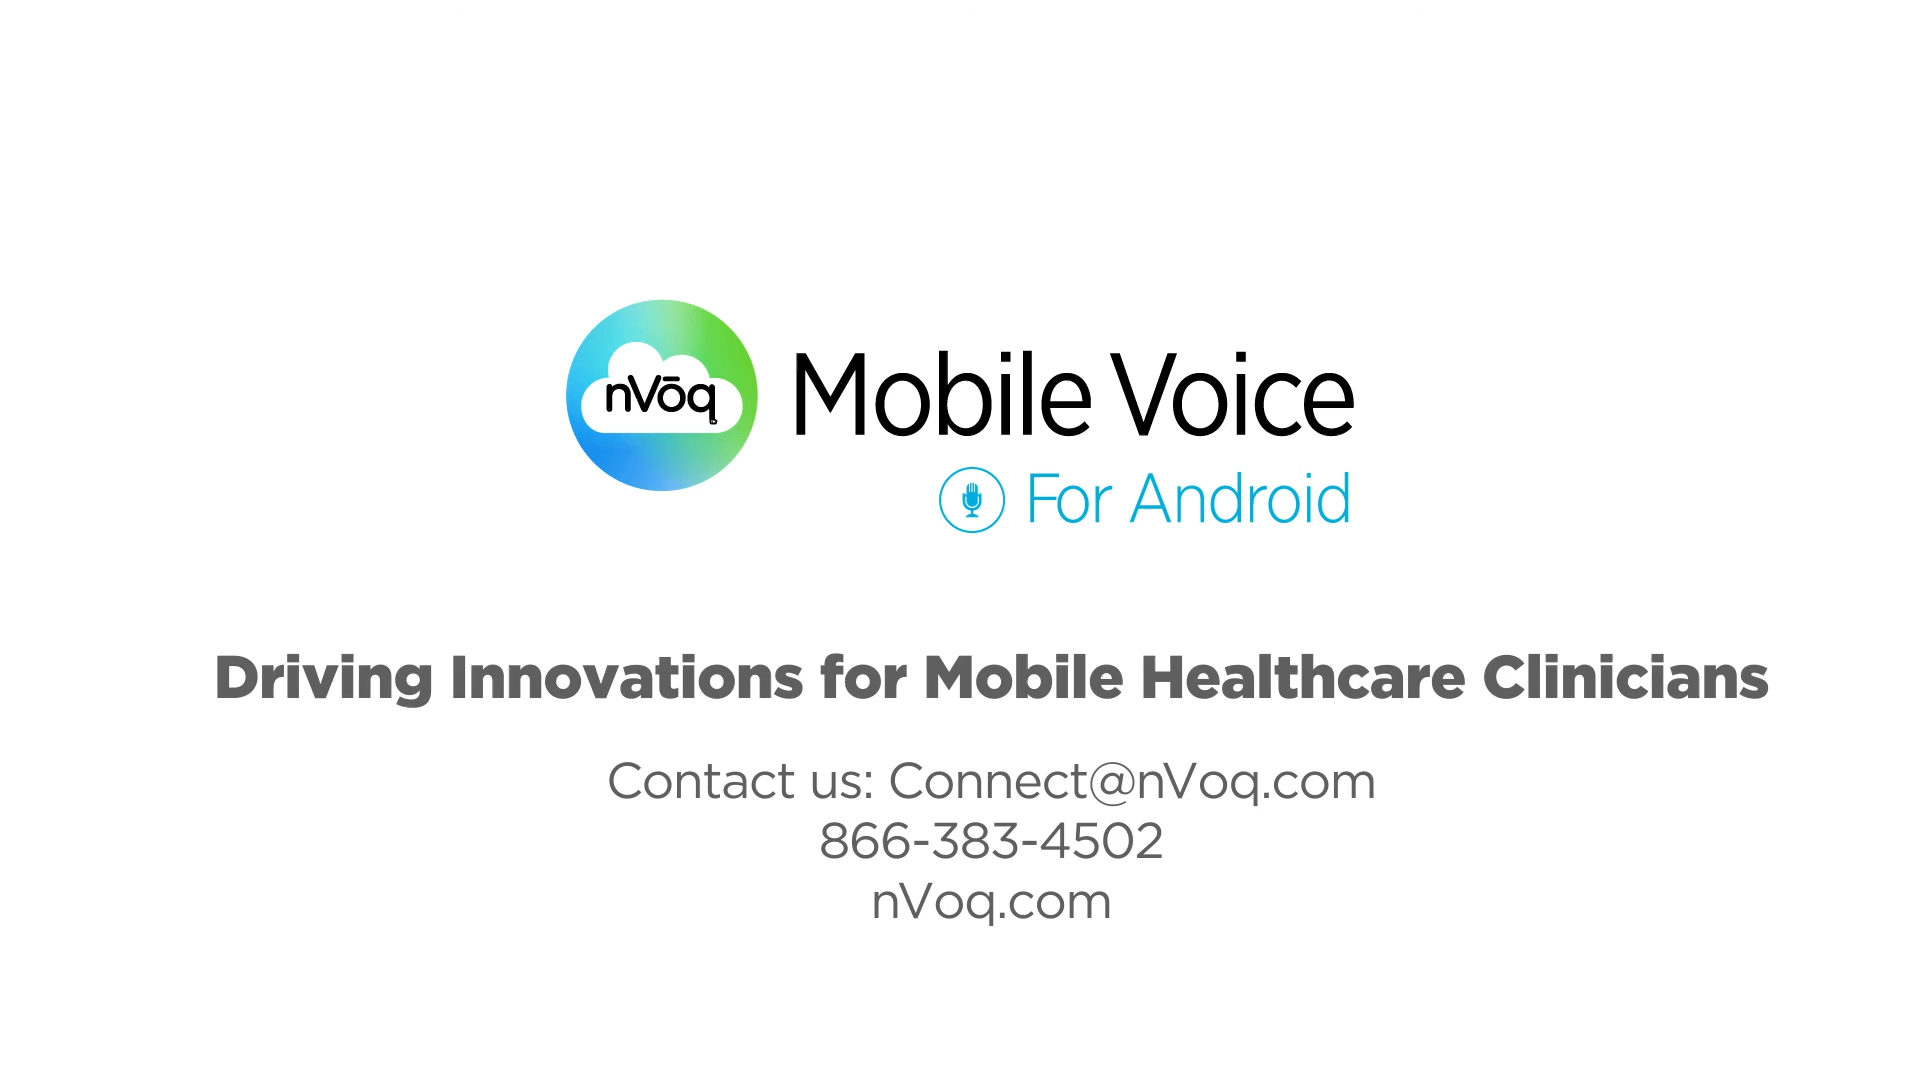 nVōq
Mobile Voice
For Android
Driving Innovations for Mobile Healthcare Clinicians
Contact us: Connect@nVoq.com
866-383-4502
nVoq.com